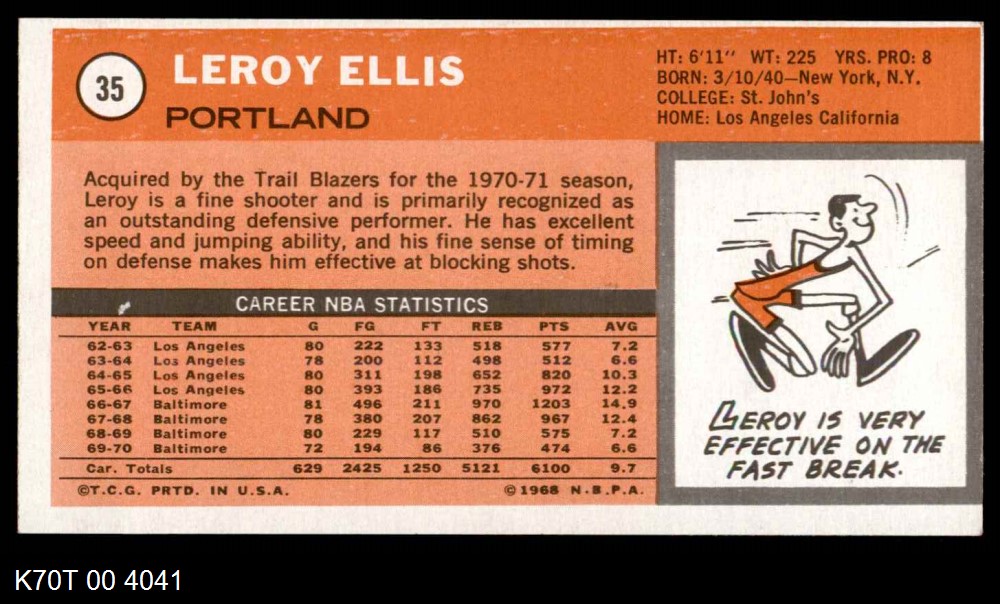 35
LEROY ELLIS
PORTLAND
HT: 6'11" WT: 225 YRS. PRO: 8
BORN: 3/10/40—New York, N.Y.
COLLEGE: St. John's
HOME: Los Angeles California
Acquired by the Trail Blazers for the 1970-71 season,
Leroy is a fine shooter and is primarily recognized as
an outstanding defensive performer. He has excellent
speed and jumping ability, and his fine sense of timing
on defense makes him effective at blocking shots.
CAREER NBA STATISTICS
YEAR TEAM G FG FT REB PTS AVG
62-63 Los Angeles 80 222 133 518 577 7.2
63-64 Los Angeles 78 200 112 498 512 6.6
64-65 Los Angeles 80 311 198 652 820 10.3
65-66 Los Angeles 80 393 186 735 972 12.2
66-67 Baltimore 81 496 211 970 1203 14.9
67-68 Baltimore 78 380 207 862 967 12.4
68-69 Baltimore 80 229 117 510 575 7.2
69-70 Baltimore 72 194 86 376 474 6.6
Car. Totals 629 2425 1250 5121 6100 9.7
©T.C.G. PRTD. IN U.S.A. ©1968 N.B.P.A.
LEROY IS VERY
EFFECTIVE ON THE
FAST BREAK.
K70T 00 4041